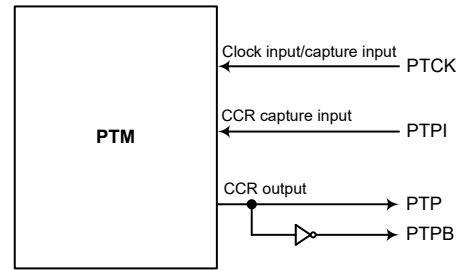 Clock input/capture input
PTCK
CCR capture input
PTPI
PTM
CCR output
PTP
PTPB